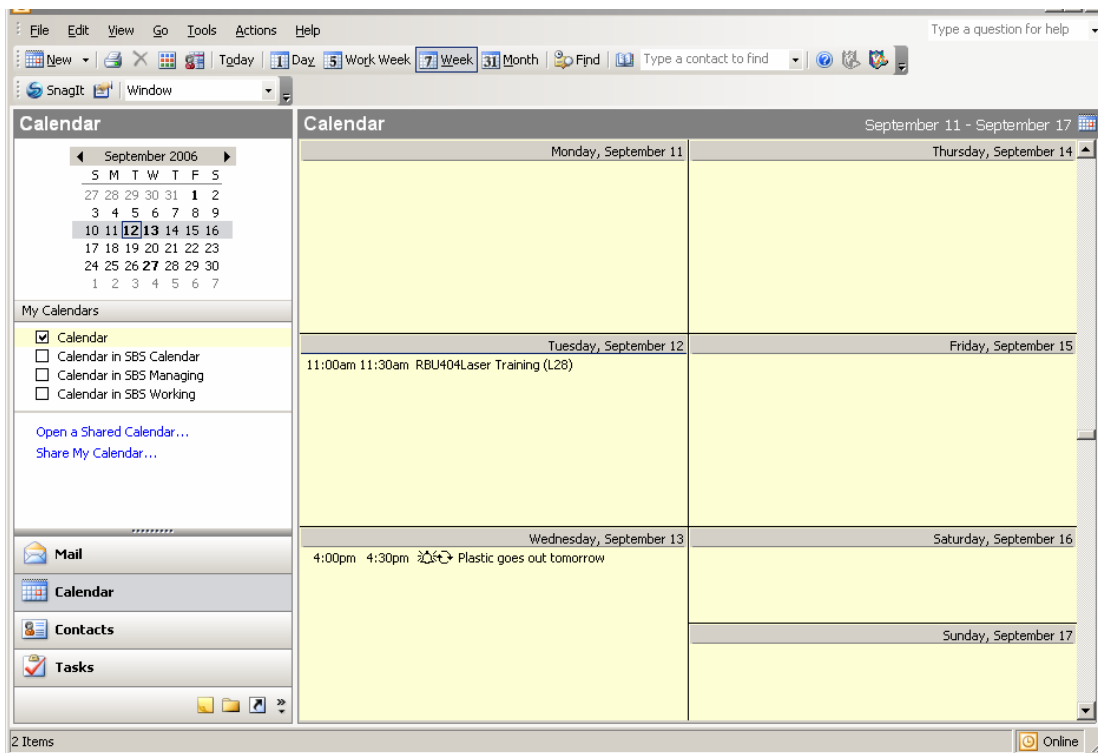 File Edit View Go Tools Actions Help Type a question for help
New Today 1 Day 5 Work Week 7 Week 31 Month Find Type a contact to find
SnagIt Window
Calendar
September 2006
S M T W T F S
27 28 29 30 31 1 2
3 4 5 6 7 8 9
10 11 12 13 14 15 16
17 18 19 20 21 22 23
24 25 26 27 28 29 30
1 2 3 4 5 6 7
My Calendars
Calendar
Calendar in SBS Calendar
Calendar in SBS Managing
Calendar in SBS Working
Open a Shared Calendar...
Share My Calendar...
Mail
Calendar
Contacts
Tasks
Calendar September 11 - September 17
Monday, September 11
Tuesday, September 12
11:00am 11:30am RBU404Laser Training (L28)
Wednesday, September 13
4:00pm 4:30pm Plastic goes out tomorrow
Thursday, September 14
Friday, September 15
Saturday, September 16
Sunday, September 17
2 Items Online